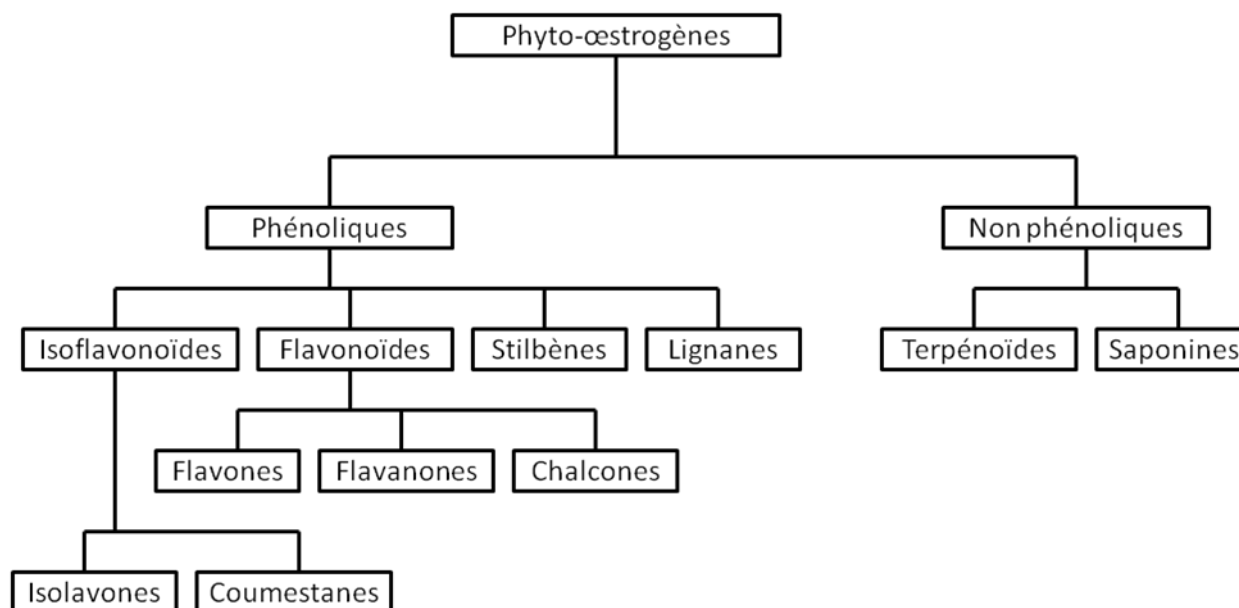 Phyto-œstrogènes
Phénoliques
Non phénoliques
Isoflavonoïdes
Flavonoïdes
Stilbènes
Lignanes
Terpénoïdes
Saponines
Flavones
Flavanones
Chalcones
Isolavones
Coumestanes